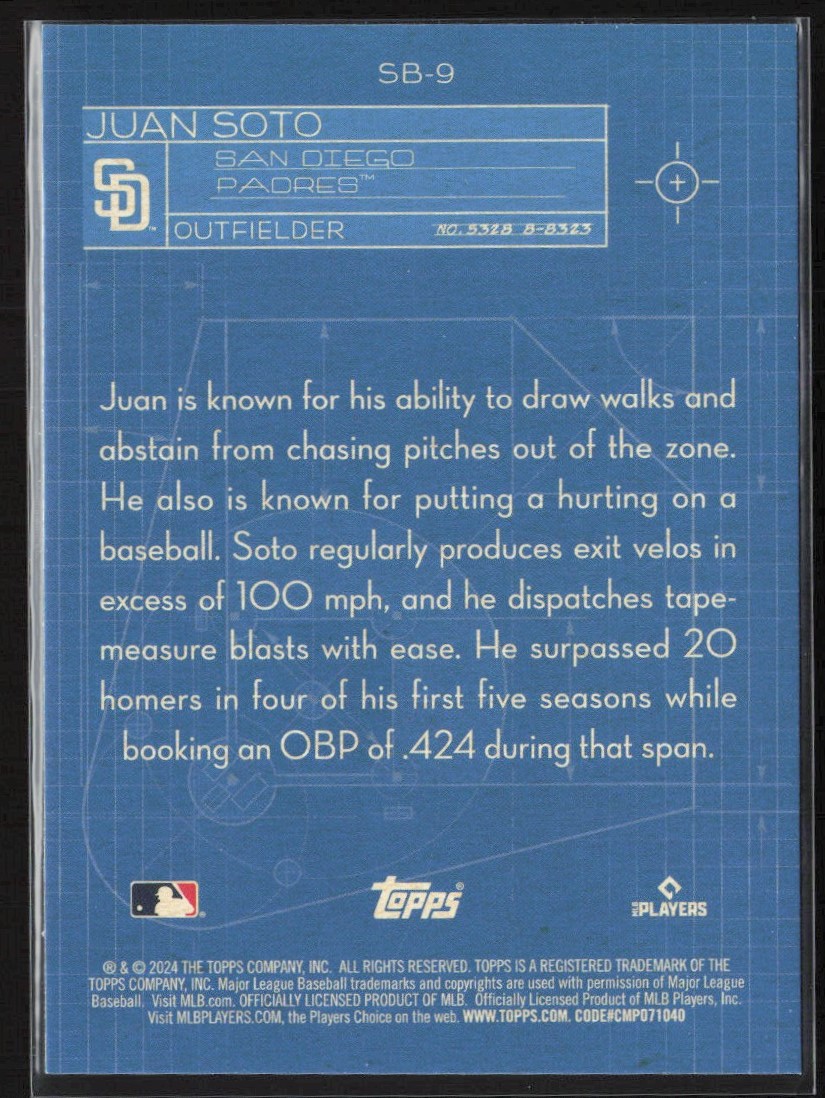 SB-9
JUAN SOTO
SAN DIEGO
PADRES™
SD™
OUTFIELDER
NO. 5328 B-8323
Juan is known for his ability to draw walks and
abstain from chasing pitches out of the zone.
He also is known for putting a hurting on a
baseball. Soto regularly produces exit velos in
excess of 100 mph, and he dispatches tape-
measure blasts with ease. He surpassed 20
homers in four of his first five seasons while
booking an OBP of .424 during that span.
topps®
MLB PLAYERS
® & © 2024 THE TOPPS COMPANY, INC. ALL RIGHTS RESERVED. TOPPS IS A REGISTERED TRADEMARK OF THE
TOPPS COMPANY, INC. Major League Baseball trademarks and copyrights are used with permission of Major League
Baseball. Visit MLB.com. OFFICIALLY LICENSED PRODUCT OF MLB. Officially Licensed Product of MLB Players, Inc.
Visit MLBPLAYERS.COM, the Players Choice on the web. WWW.TOPPS.COM. CODE#CMP071040